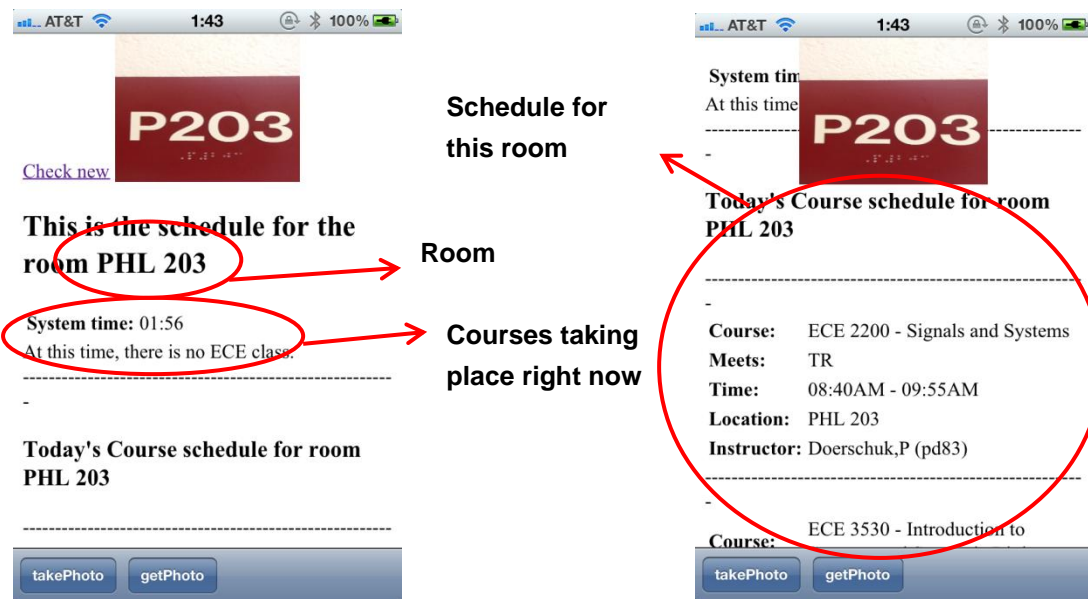 AT&T 1:43 100%
P203
Check new
This is the schedule for the
room PHL 203
System time: 01:56
At this time, there is no ECE class.
-----------------------------------------------------------
-
Today's Course schedule for room
PHL 203
-----------------------------------------------------------
takePhoto getPhoto
Schedule for
this room
Room
Courses taking
place right now
AT&T 1:43 100%
System tim
At this time
P203
-----------------------------------------------------------
-
Today's Course schedule for room
PHL 203
-----------------------------------------------------------
-
Course: ECE 2200 - Signals and Systems
Meets: TR
Time: 08:40AM - 09:55AM
Location: PHL 203
Instructor: Doerschuk,P (pd83)
-----------------------------------------------------------
-
Course: ECE 3530 - Introduction to
takePhoto getPhoto